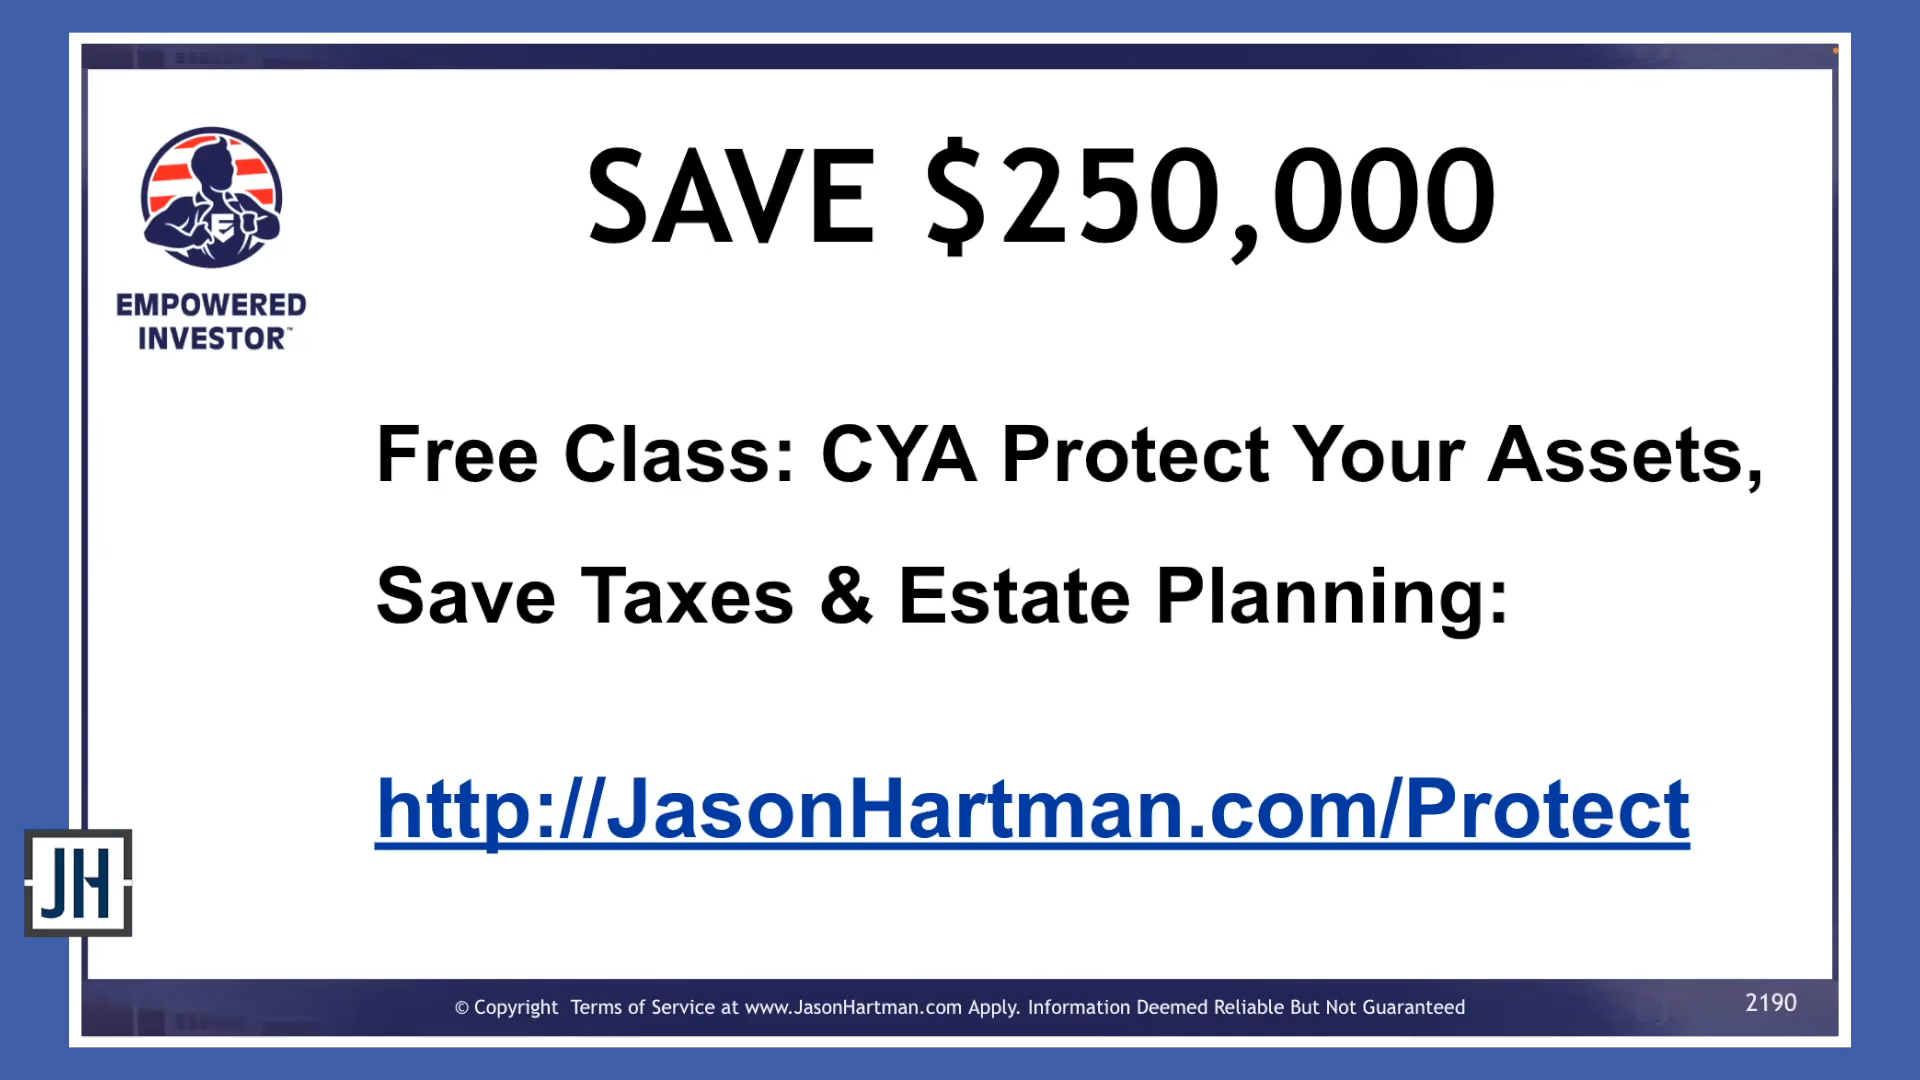 SAVE $250,000
EMPOWERED
INVESTOR™
Free Class: CYA Protect Your Assets,
Save Taxes & Estate Planning:
http://JasonHartman.com/Protect
JH
© Copyright Terms of Service at www.JasonHartman.com Apply. Information Deemed Reliable But Not Guaranteed
2190